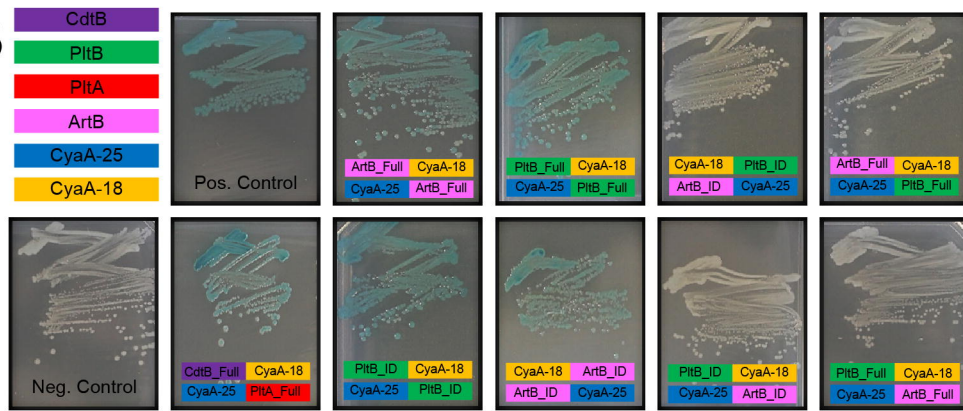 CdtB
PltB
PltA
ArtB
CyaA-25
CyaA-18
Pos. Control
ArtB_Full CyaA-18
CyaA-25 ArtB_Full
PltB_Full CyaA-18
CyaA-25 PltB_Full
CyaA-18 PltB_ID
ArtB_ID CyaA-25
ArtB_Full CyaA-18
CyaA-25 PltB_Full
Neg. Control
CdtB_Full CyaA-18
CyaA-25 PltA_Full
PltB_ID CyaA-18
CyaA-25 PltB_ID
CyaA-18 ArtB_ID
ArtB_ID CyaA-25
PltB_ID CyaA-18
CyaA-25 ArtB_ID
PltB_Full CyaA-18
CyaA-25 ArtB_Full